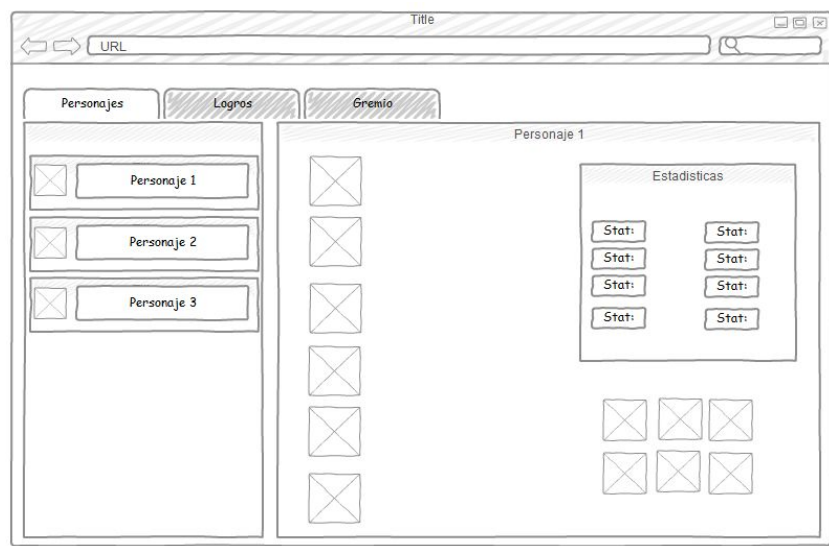 Title
URL
Personajes
Logros
Gremio
Personaje 1
Personaje 2
Personaje 3
Personaje 1
Estadisticas
Stat: Stat:
Stat: Stat:
Stat: Stat:
Stat: Stat: